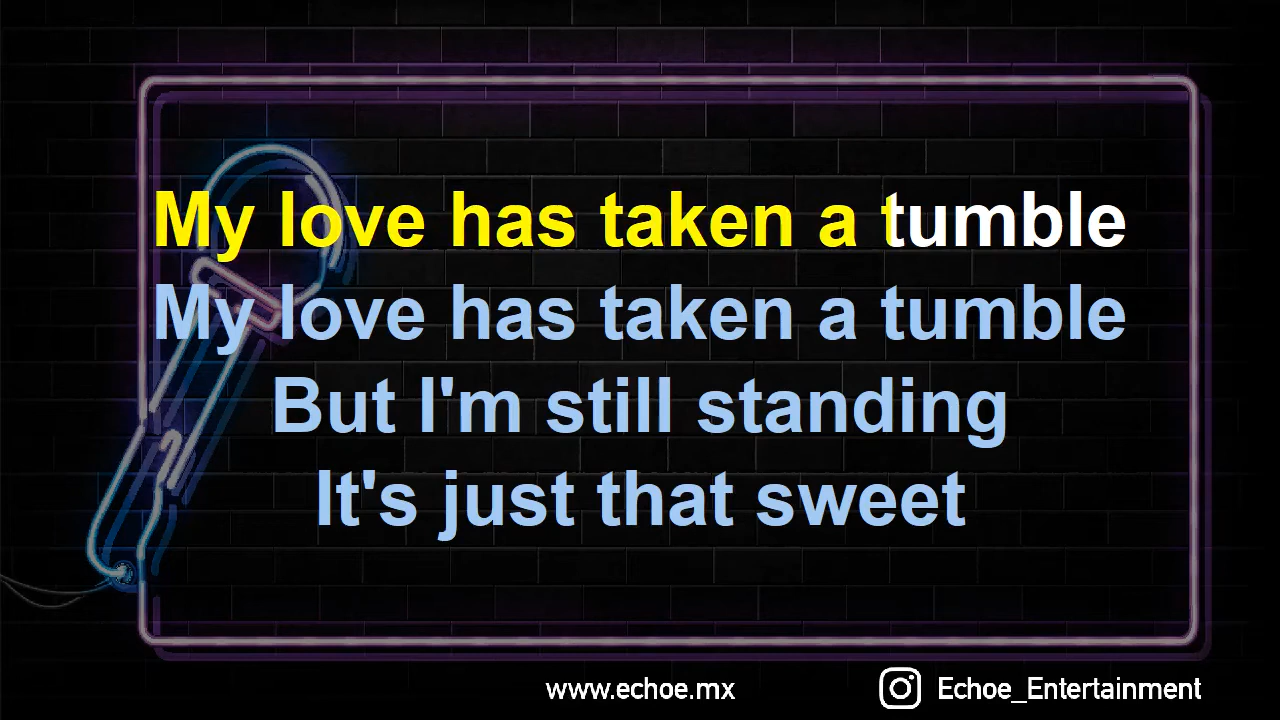 My love has taken a tumble
My love has taken a tumble
But I'm still standing
It's just that sweet
www.echoe.mx
Echoe_Entertainment